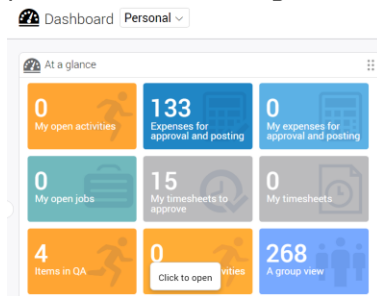 Dashboard Personal
At a glance
0
My open activities
133
Expenses for
approval and posting
0
My expenses for
approval and posting
0
My open jobs
15
My timesheets to
approve
0
My timesheets
4
Items in QA
0
vities
Click to open
268
A group view